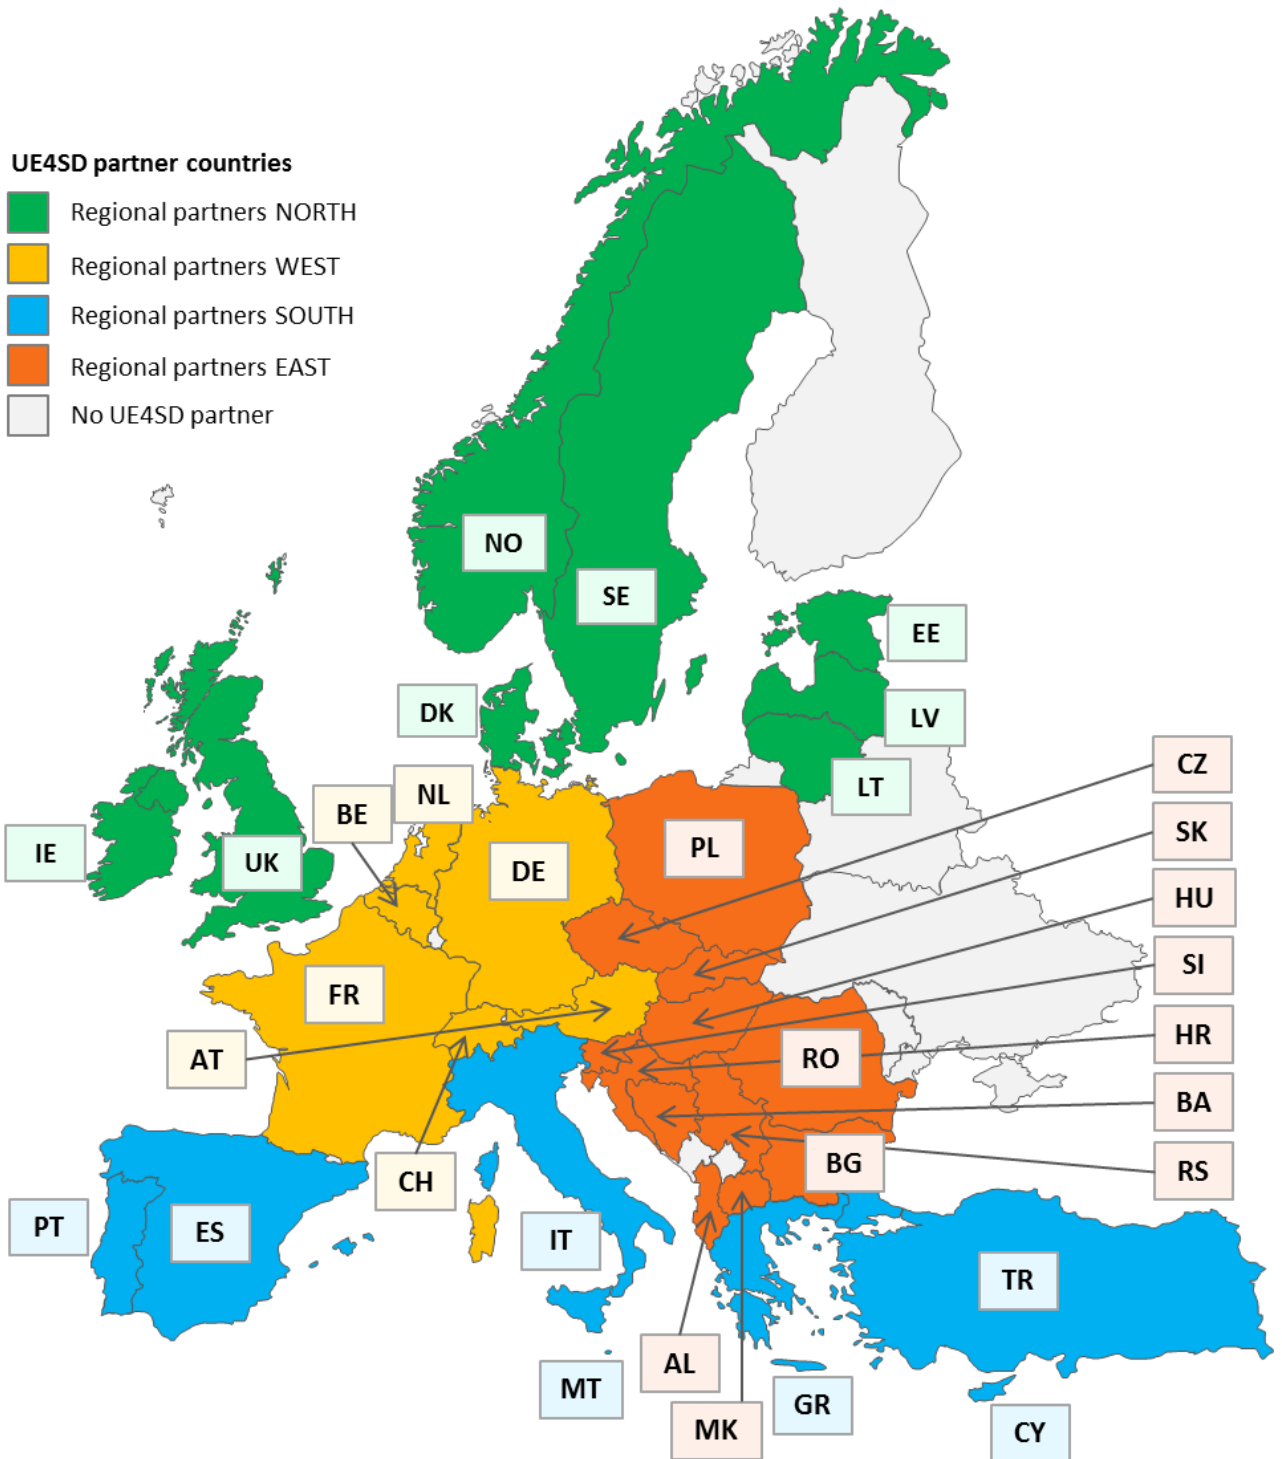 UE4SD partner countries
Regional partners NORTH
Regional partners WEST
Regional partners SOUTH
Regional partners EAST
No UE4SD partner
NO
SE
EE
DK
LV
CZ
NL
LT
BE
SK
IE
UK
DE
PL
HU
SI
FR
HR
AT
RO
BA
BG
RS
CH
PT
ES
IT
TR
AL
MT
GR
MK
CY